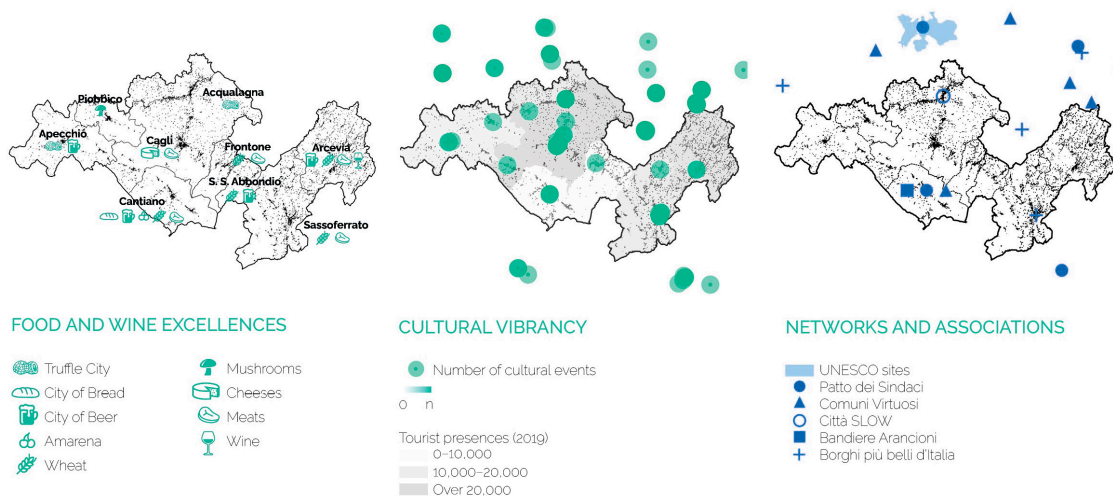 Piobbico
Acqualagna
Apecchio
Cagli
Frontone
Arcevia
S. S. Abbondio
Cantiano
Sassoferrato
FOOD AND WINE EXCELLENCES
Truffle City
City of Bread
City of Beer
Amarena
Wheat
Mushrooms
Cheeses
Meats
Wine
CULTURAL VIBRANCY
Number of cultural events
0 n
Tourist presences (2019)
0–10,000
10,000–20,000
Over 20,000
NETWORKS AND ASSOCIATIONS
UNESCO sites
Patto dei Sindaci
Comuni Virtuosi
Città SLOW
Bandiere Arancioni
Borghi più belli d'Italia